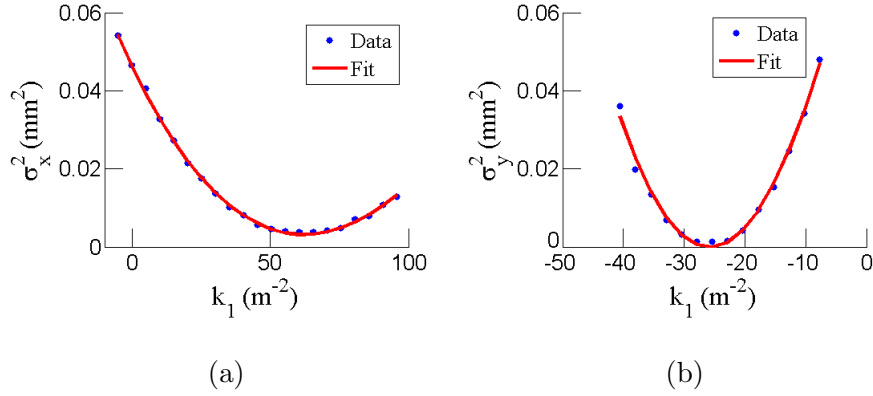 0.06
0.04
0.02
0
0
50
100
σx² (mm²)
k₁ (m⁻²)
Data
Fit
(a)
0.06
0.04
0.02
0
-50
-40
-30
-20
-10
0
σy² (mm²)
k₁ (m⁻²)
Data
Fit
(b)